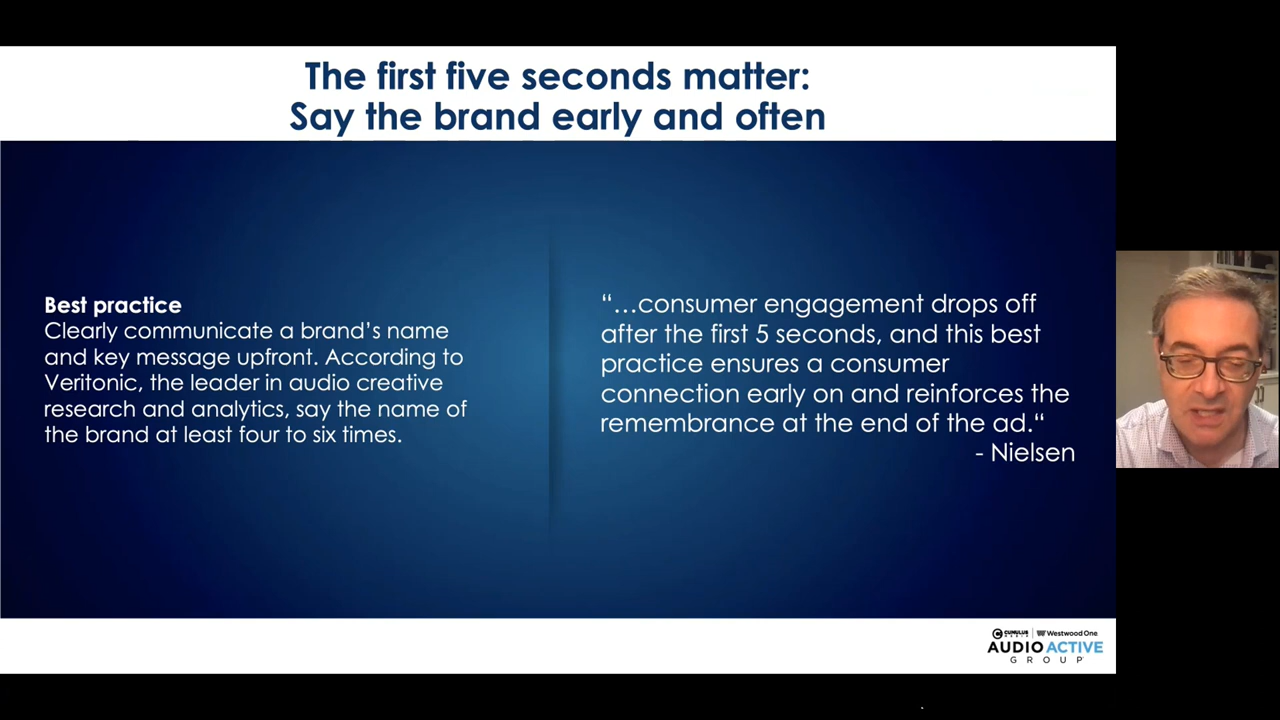 The first five seconds matter:
Say the brand early and often
Best practice
Clearly communicate a brand’s name
and key message upfront. According to
Veritonic, the leader in audio creative
research and analytics, say the name of
the brand at least four to six times.
“...consumer engagement drops off
after the first 5 seconds, and this best
practice ensures a consumer
connection early on and reinforces the
remembrance at the end of the ad.“
- Nielsen
CUMULUS MEDIA | Westwood One
AUDIO ACTIVE
GROUP